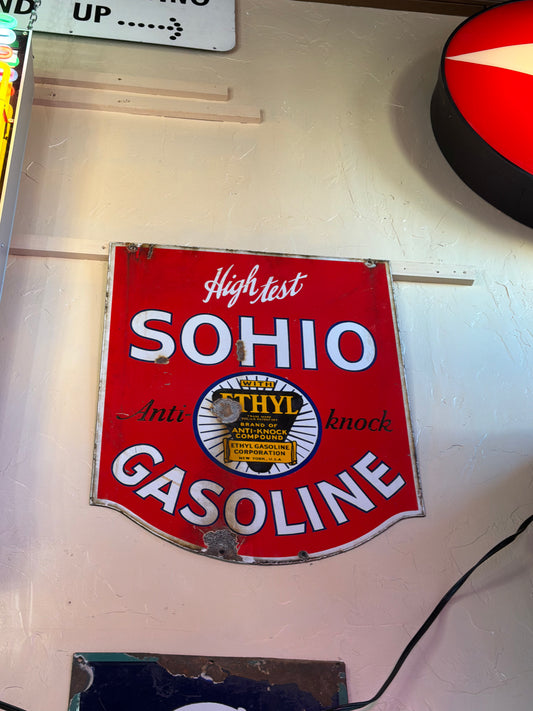 UP
High test
SOHIO
WITH
ETHYL
BRAND OF
ANTI-KNOCK
COMPOUND
ETHYL GASOLINE
CORPORATION
NEW YORK, U.S.A.
Anti-knock
GASOLINE